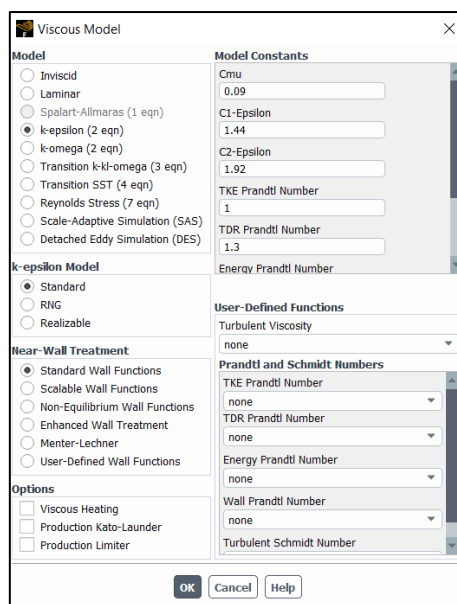 Viscous Model
Model
Inviscid
Laminar
Spalart-Allmaras (1 eqn)
k-epsilon (2 eqn)
k-omega (2 eqn)
Transition k-kl-omega (3 eqn)
Transition SST (4 eqn)
Reynolds Stress (7 eqn)
Scale-Adaptive Simulation (SAS)
Detached Eddy Simulation (DES)
k-epsilon Model
Standard
RNG
Realizable
Near-Wall Treatment
Standard Wall Functions
Scalable Wall Functions
Non-Equilibrium Wall Functions
Enhanced Wall Treatment
Menter-Lechner
User-Defined Wall Functions
Options
Viscous Heating
Production Kato-Launder
Production Limiter
Model Constants
Cmu
0.09
C1-Epsilon
1.44
C2-Epsilon
1.92
TKE Prandtl Number
1
TDR Prandtl Number
1.3
Energy Prandtl Number
User-Defined Functions
Turbulent Viscosity
none
Prandtl and Schmidt Numbers
TKE Prandtl Number
none
TDR Prandtl Number
none
Energy Prandtl Number
none
Wall Prandtl Number
none
Turbulent Schmidt Number
OK Cancel Help